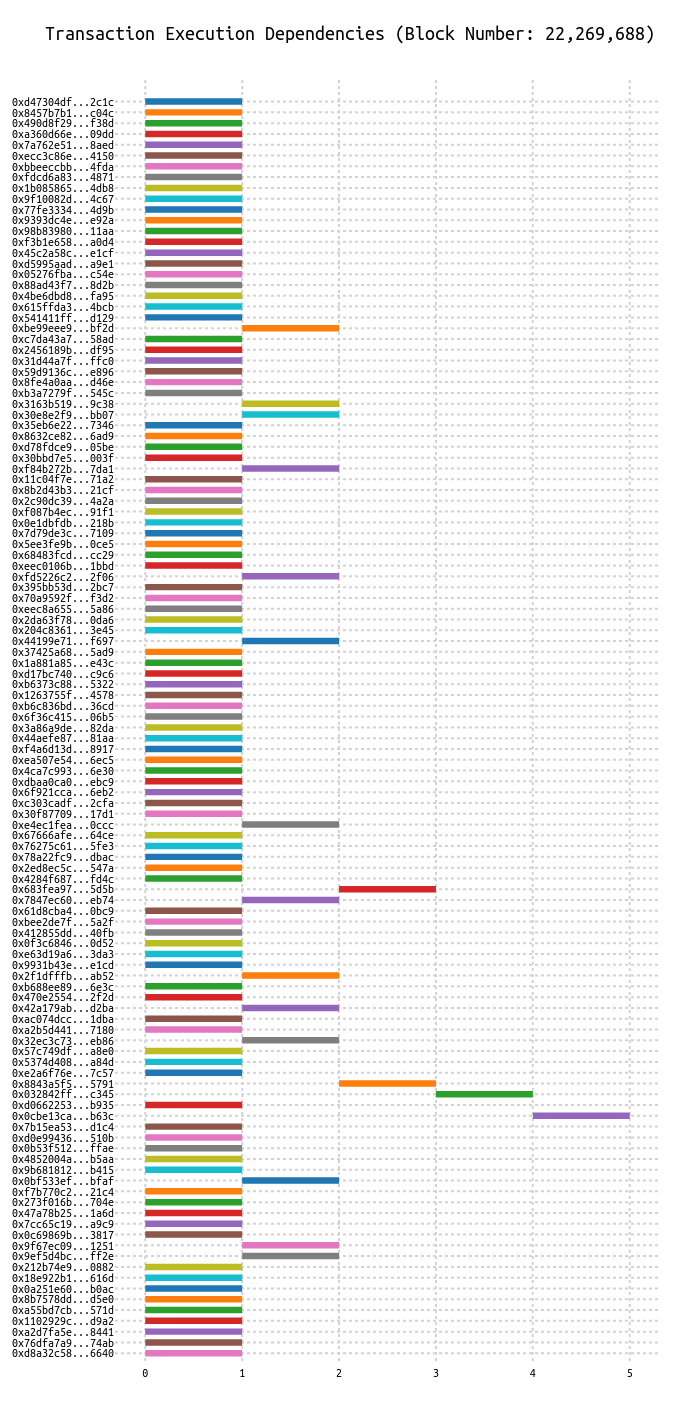 Transaction Execution Dependencies (Block Number: 22,269,688)
0xd47304df...2c1c
0x8457b7b1...c04c
0x490d8f29...f38d
0xa360d66e...09dd
0x7a762e51...8aed
0xecc3c86e...4150
0xbbeeccbb...4fda
0xfdcd6a83...4871
0x1b085865...4db8
0x9f10082d...4c67
0x77fe3334...4d9b
0x9393dc4e...e92a
0x98b83980...11aa
0xf3b1e658...a0d4
0x45c2a58c...e1cf
0xd5995aad...a9e1
0x05276fba...c54e
0x88ad43f7...8d2b
0x4be6dbd8...fa95
0x615ffda3...4bcb
0x541411ff...d129
0xbe99eee9...bf2d
0xc7da43a7...58ad
0x2456189b...df95
0x31d44a7f...ffc0
0x59d9136c...e896
0x8fe4a0aa...d46e
0xb3a7279f...545c
0x3163b519...9c38
0x30e8e2f9...bb07
0x35eb6e22...7346
0x8632ce82...6ad9
0xd78fdce9...05be
0x30bbd7e5...003f
0xf84b272b...7da1
0x11c04f7e...71a2
0x8b2d43b3...21cf
0x2c90dc39...4a2a
0xf087b4ec...91f1
0x0e1dbfdb...218b
0x7d79de3c...7109
0x5ee3fe9b...0ce5
0x68483fcd...cc29
0xeec0106b...1bbd
0xfd5226c2...2f06
0x395bb53d...2bc7
0x70a9592f...f3d2
0xeec8a655...5a86
0x2da63f78...0da6
0x204c8361...3e45
0x44199e71...f697
0x37425a68...5ad9
0x1a881a85...e43c
0xd17bc740...c9c6
0xb6373c88...5322
0x1263755f...4578
0xb6c836bd...36cd
0x6f36c415...06b5
0x3a86a9de...82da
0x44aefe87...81aa
0xf4a6d13d...8917
0xea507e54...6ec5
0x4ca7c993...6e30
0xdbaa0ca0...ebc9
0x6f921cca...6eb2
0xc303cadf...2cfa
0x30f87709...17d1
0xe4ec1fea...0ccc
0x67666afe...64ce
0x76275c61...5fe3
0x78a22fc9...dbac
0x2ed8ec5c...547a
0x4284f687...fd4c
0x683fea97...5d5b
0x7847ec60...eb74
0x61d8cba4...0bc9
0xbee2de7f...5a2f
0x412855dd...40fb
0x0f3c6846...0d52
0xe63d19a6...3da3
0x9931b43e...e1cd
0x2f1dfffb...ab52
0xb688ee89...6e3c
0x470e2554...2f2d
0x42a179ab...d2ba
0xac074dcc...1dba
0xa2b5d441...7180
0x32ec3c73...eb86
0x57c749df...a8e0
0x5374d408...a84d
0xe2a6f76e...7c57
0x8843a5f5...5791
0x032842ff...c345
0xd0662253...b935
0x0cbe13ca...b63c
0x7b15ea53...d1c4
0xd0e99436...510b
0x0b53f512...ffae
0x4852004a...b5aa
0x9b681812...b415
0x0bf533ef...bfaf
0xf7b770c2...21c4
0x273f016b...704e
0x47a78b25...1a6d
0x7cc65c19...a9c9
0x0c69869b...3817
0x9f67ec09...1251
0x9ef5d4bc...ff2e
0x212b74e9...0882
0x18e922b1...616d
0x0a251e60...b0ac
0x8b7578dd...d5e0
0xa55bd7cb...571d
0x1102929c...d9a2
0xa2d7fa5e...8441
0x76dfa7a9...74ab
0xd8a32c58...6640
0 1 2 3 4 5